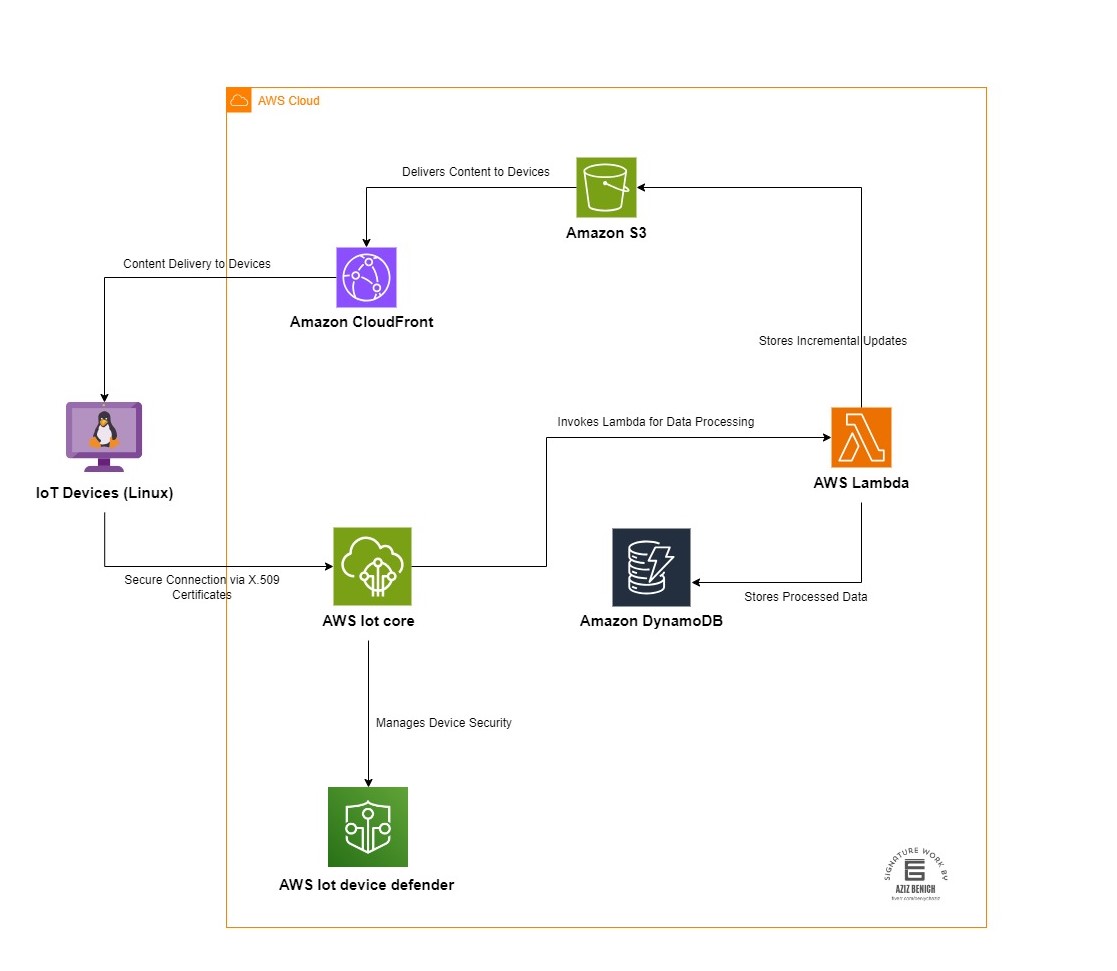 AWS Cloud
Delivers Content to Devices
Amazon S3
Content Delivery to Devices
Amazon CloudFront
Stores Incremental Updates
Invokes Lambda for Data Processing
IoT Devices (Linux)
AWS Lambda
Secure Connection via X.509
Certificates
AWS Iot core
Amazon DynamoDB
Stores Processed Data
Manages Device Security
AWS Iot device defender
SIGNATURE WORK BY
AZIZ BENICH